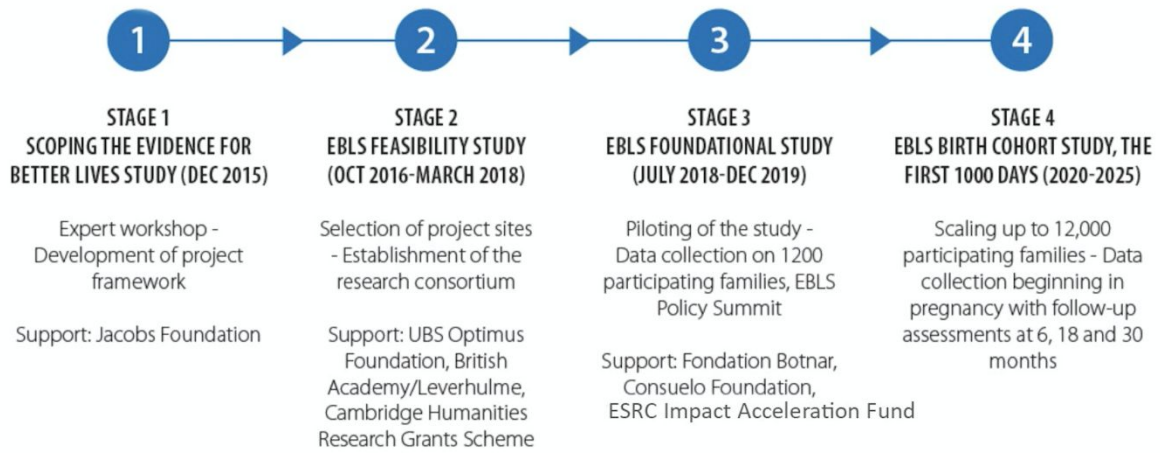 1
2
3
4
STAGE 1
SCOPING THE EVIDENCE FOR
BETTER LIVES STUDY (DEC 2015)
Expert workshop -
Development of project
framework
Support: Jacobs Foundation
STAGE 2
EBLS FEASIBILITY STUDY
(OCT 2016-MARCH 2018)
Selection of project sites
- Establishment of the
research consortium
Support: UBS Optimus
Foundation, British
Academy/Leverhulme,
Cambridge Humanities
Research Grants Scheme
STAGE 3
EBLS FOUNDATIONAL STUDY
(JULY 2018-DEC 2019)
Piloting of the study -
Data collection on 1200
participating families, EBLS
Policy Summit
Support: Fondation Botnar,
Consuelo Foundation,
ESRC Impact Acceleration Fund
STAGE 4
EBLS BIRTH COHORT STUDY, THE
FIRST 1000 DAYS (2020-2025)
Scaling up to 12,000
participating families - Data
collection beginning in
pregnancy with follow-up
assessments at 6, 18 and 30
months